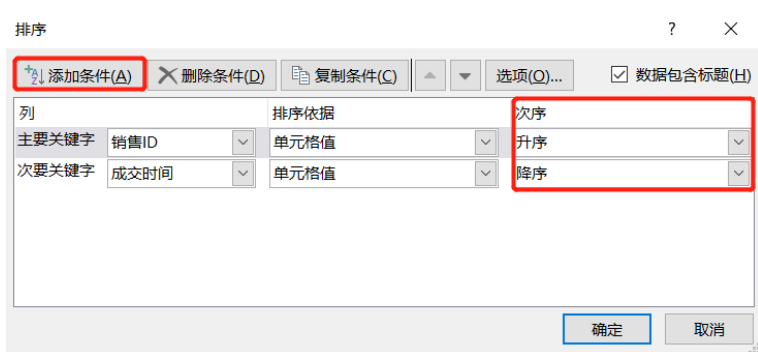 排序 ?
添加条件(A) 删除条件(D) 复制条件(C) 选项(O)... 数据包含标题(H)
列 排序依据 次序
主要关键字 销售ID 单元格值 升序
次要关键字 成交时间 单元格值 降序
确定 取消